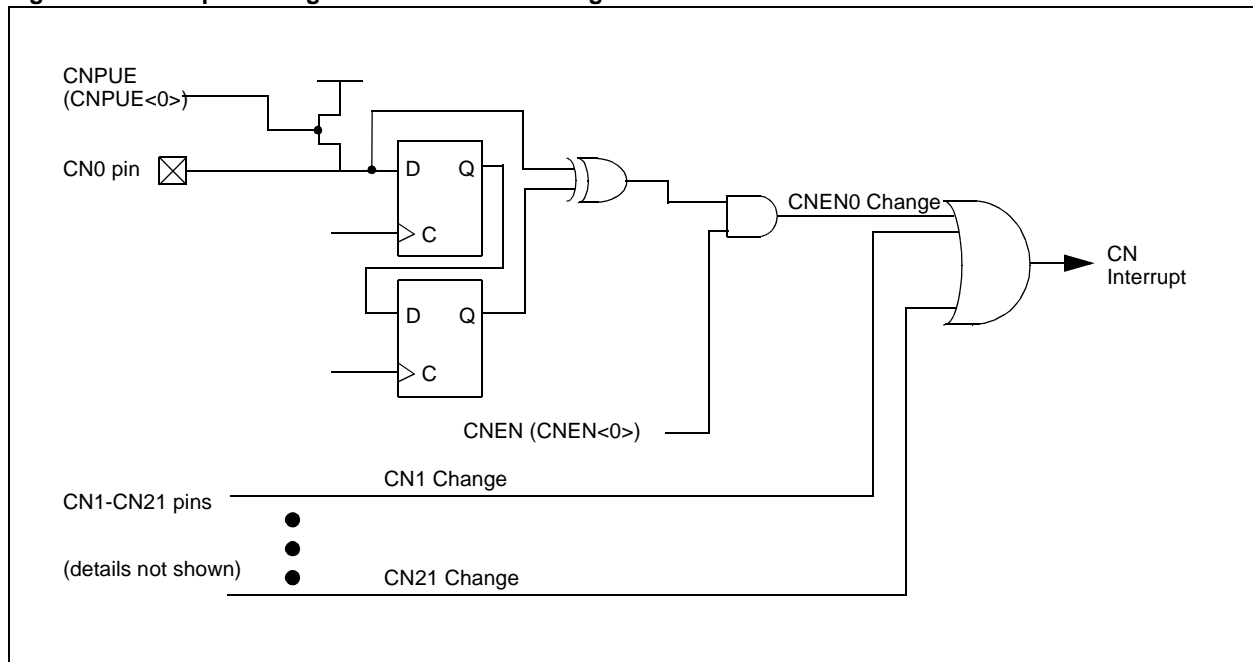 CNPUE
(CNPUE<0>)
CN0 pin
D Q
C
D Q
C
CNEN0 Change
CN
Interrupt
CNEN (CNEN<0>)
CN1 Change
CN1-CN21 pins
(details not shown)
CN21 Change